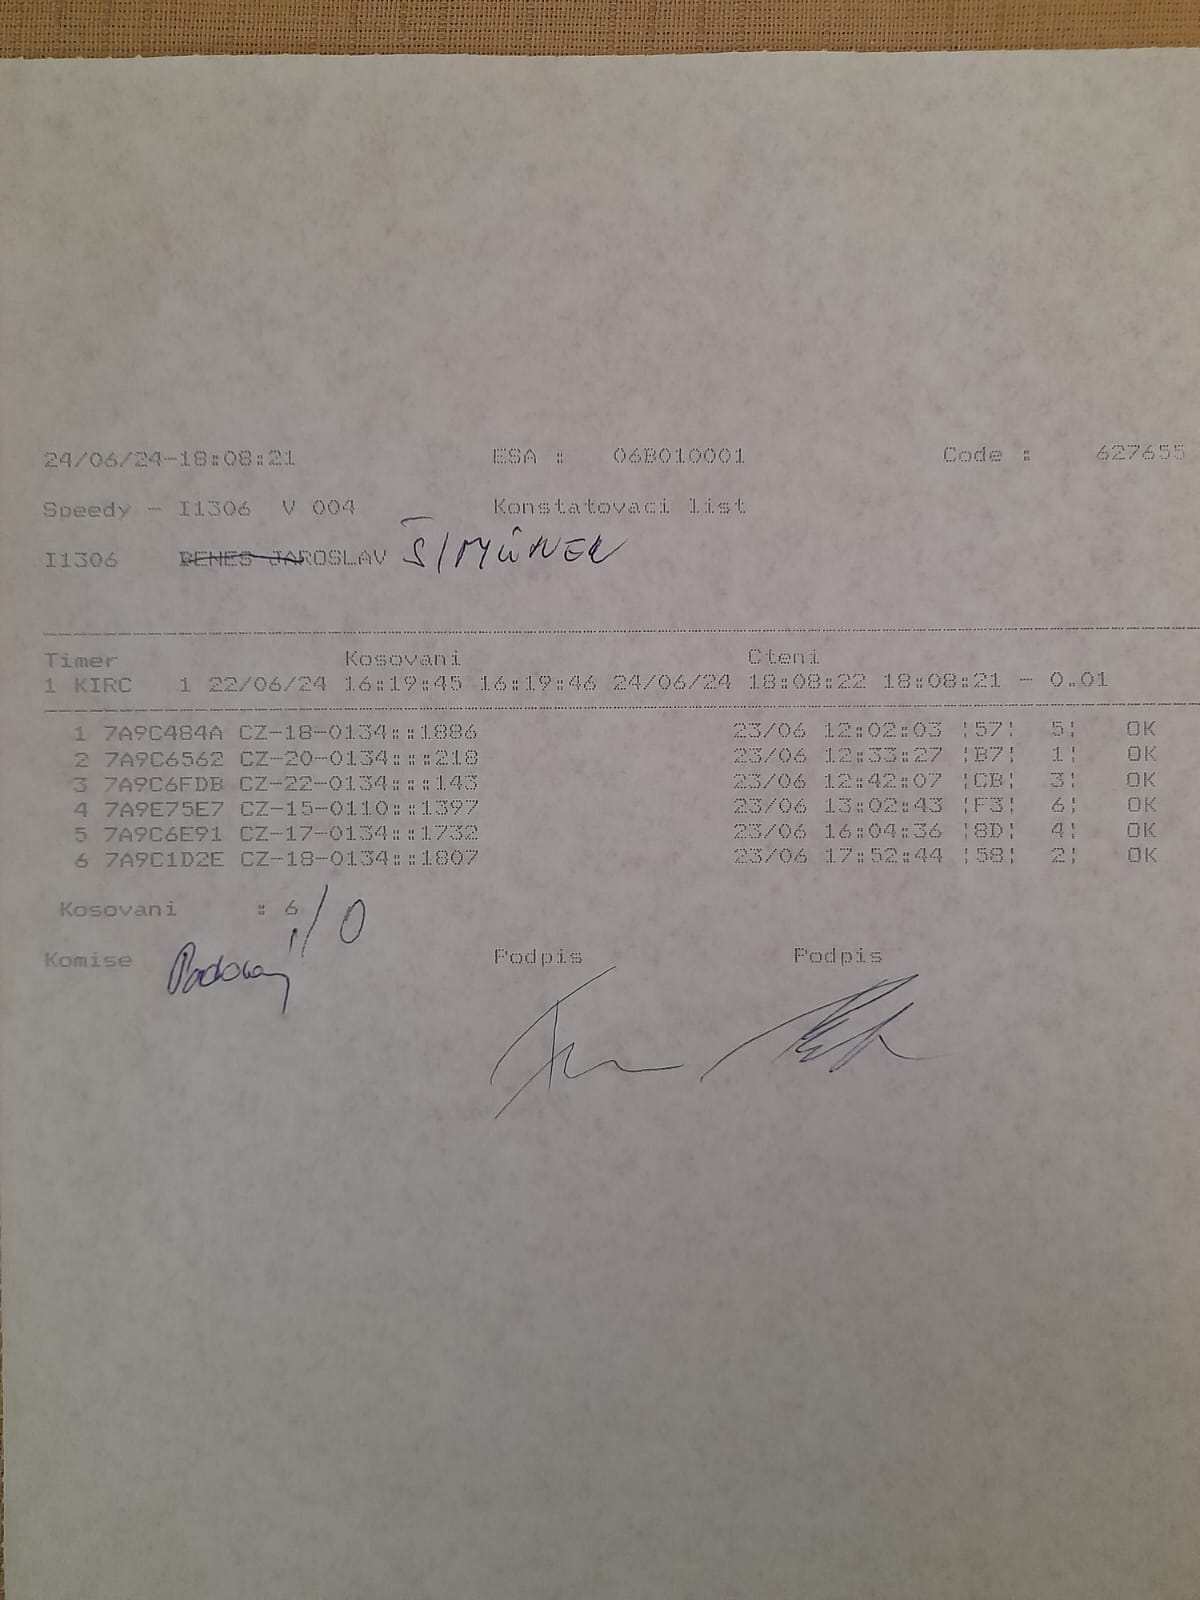 24/06/24-18:08:21 ESA : 06B010001 Code : 627655
Speedy - I1306 V 004 Konstatovaci list
I1306 BENES JAROSLAV ŠIMŮNEK
Timer Kosovani Cteni
1 KIRC 1 22/06/24 16:19:45 16:19:46 24/06/24 18:08:22 18:08:21 - 0.01
1 7A9C484A CZ-18-0134::1886 23/06 12:02:03 ¦57¦ 5¦ OK
2 7A9C6562 CZ-20-0134:::218 23/06 12:33:27 ¦B7¦ 1¦ OK
3 7A9C6FDB CZ-22-0134:::143 23/06 12:42:07 ¦CB¦ 3¦ OK
4 7A9E75E7 CZ-15-0110::1397 23/06 13:02:43 ¦F3¦ 6¦ OK
5 7A9C6E91 CZ-17-0134::1732 23/06 16:04:36 ¦8D¦ 4¦ OK
6 7A9C1D2E CZ-18-0134::1807 23/06 17:52:44 ¦58¦ 2¦ OK
Kosovani : 6 / 0
Komise Podpis Podpis